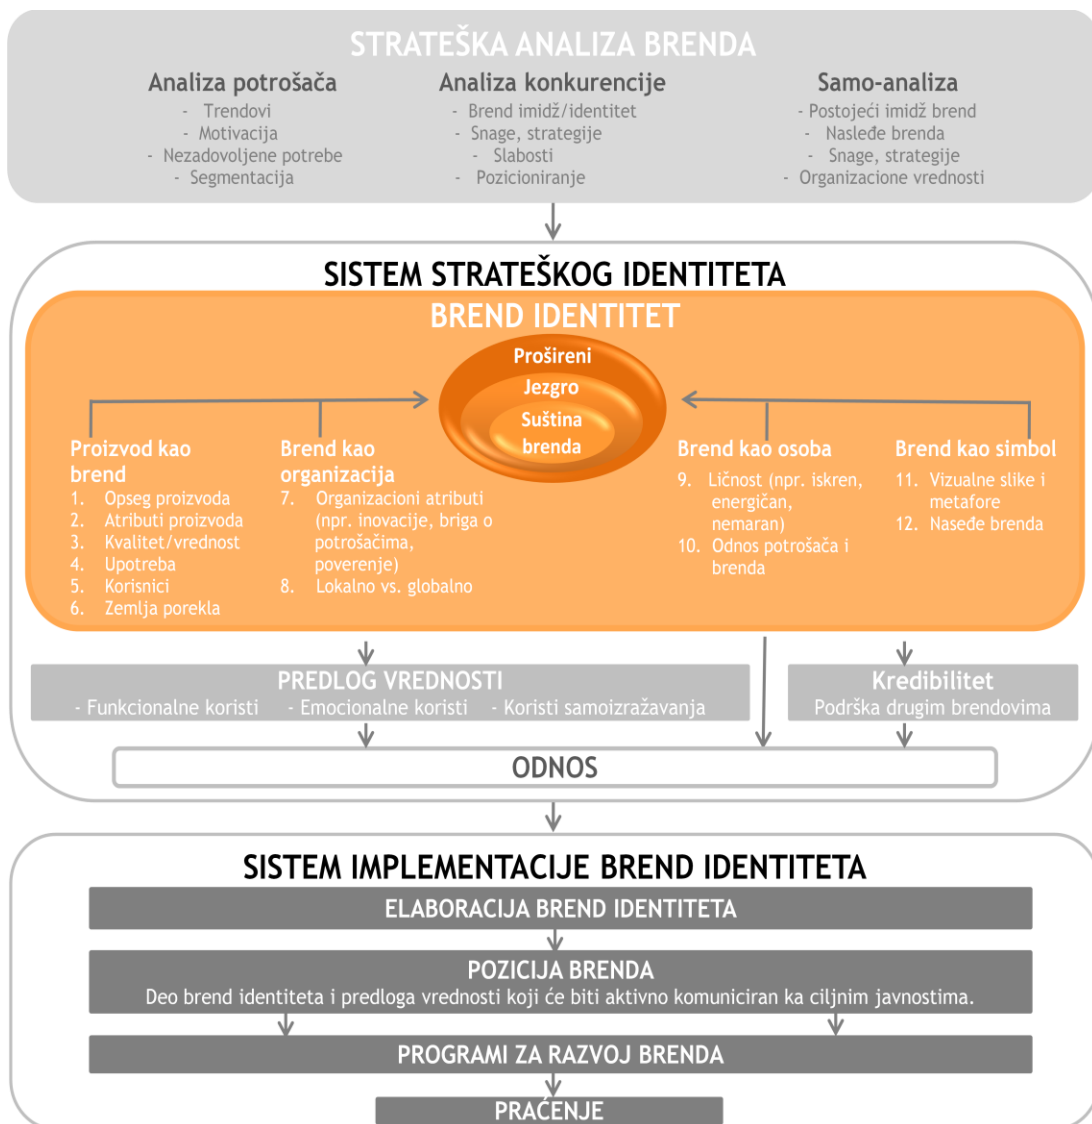 STRATEŠKA ANALIZA BRENDA
Analiza potrošača
- Trendovi
- Motivacija
- Nezadovoljene potrebe
- Segmentacija
Analiza konkurencije
- Brend imidž/identitet
- Snage, strategije
- Slabosti
- Pozicioniranje
Samo-analiza
- Postojeći imidž brend
- Nasleđe brenda
- Snage, strategije
- Organizacione vrednosti
SISTEM STRATEŠKOG IDENTITETA
BREND IDENTITET
Prošireni
Jezgro
Suština
brenda
Proizvod kao
brend
1. Opseg proizvoda
2. Atributi proizvoda
3. Kvalitet/vrednost
4. Upotreba
5. Korisnici
6. Zemlja porekla
Brend kao
organizacija
7. Organizacioni atributi
(npr. inovacije, briga o
potrošačima,
poverenje)
8. Lokalno vs. globalno
Brend kao osoba
9. Ličnost (npr. iskren,
energičan,
nemaran)
10. Odnos potrošača i
brenda
Brend kao simbol
11. Vizualne slike i
metafore
12. Naseđe brenda
PREDLOG VREDNOSTI
- Funkcionalne koristi - Emocionalne koristi - Koristi samoizražavanja
Kredibilitet
Podrška drugim brendovima
ODNOS
SISTEM IMPLEMENTACIJE BREND IDENTITETA
ELABORACIJA BREND IDENTITETA
POZICIJA BRENDA
Deo brend identiteta i predloga vrednosti koji će biti aktivno komuniciran ka ciljnim javnostima.
PROGRAMI ZA RAZVOJ BRENDA
PRAĆENJE